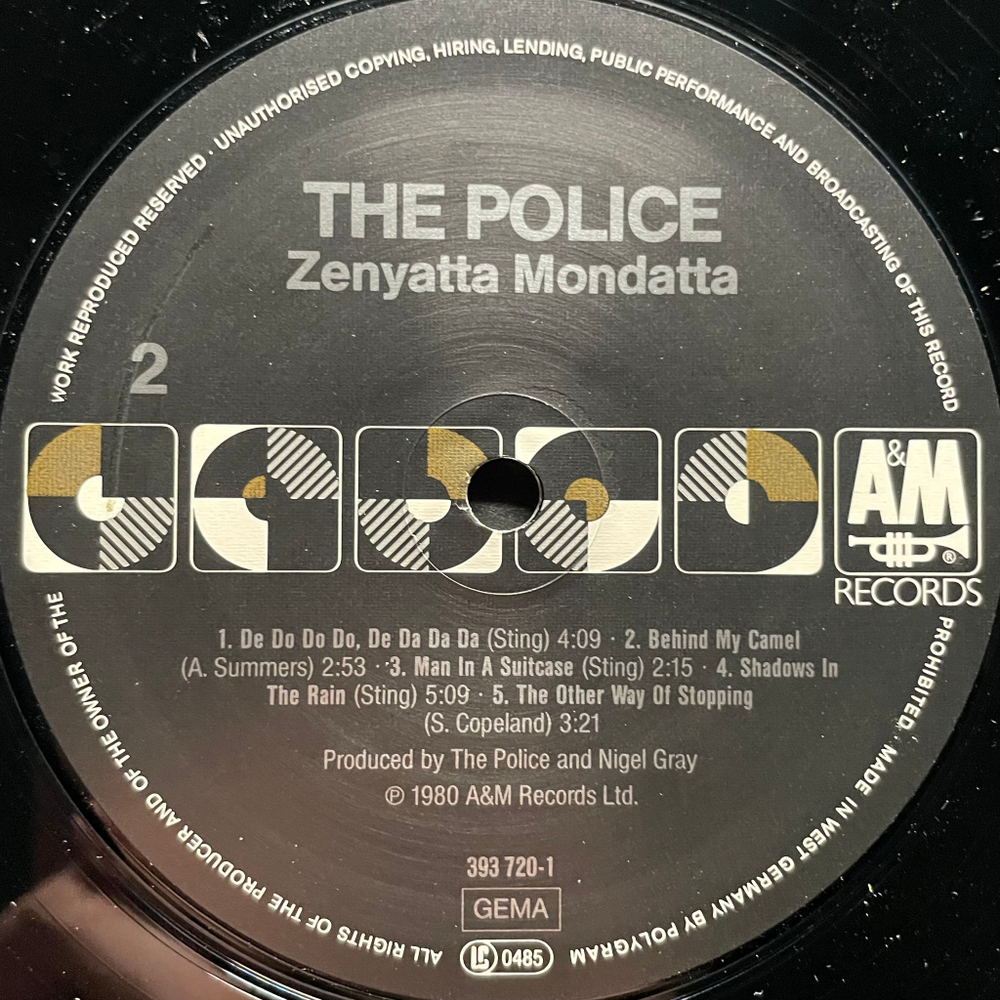 WORK REPRODUCED RESERVED · UNAUTHORISED COPYING, HIRING, LENDING, PUBLIC PERFORMANCE AND BROADCASTING OF THIS RECORD
THE POLICE
Zenyatta Mondatta
2
A&M
®
RECORDS
1. De Do Do Do, De Da Da Da (Sting) 4:09 · 2. Behind My Camel
(A. Summers) 2:53 · 3. Man In A Suitcase (Sting) 2:15 · 4. Shadows In
The Rain (Sting) 5:09 · 5. The Other Way Of Stopping
(S. Copeland) 3:21
Produced by The Police and Nigel Gray
℗ 1980 A&M Records Ltd.
393 720-1
GEMA
LC 0485
ALL RIGHTS OF THE PRODUCER AND OF THE OWNER OF THE
PROHIBITED · MADE IN WEST GERMANY BY POLYGRAM